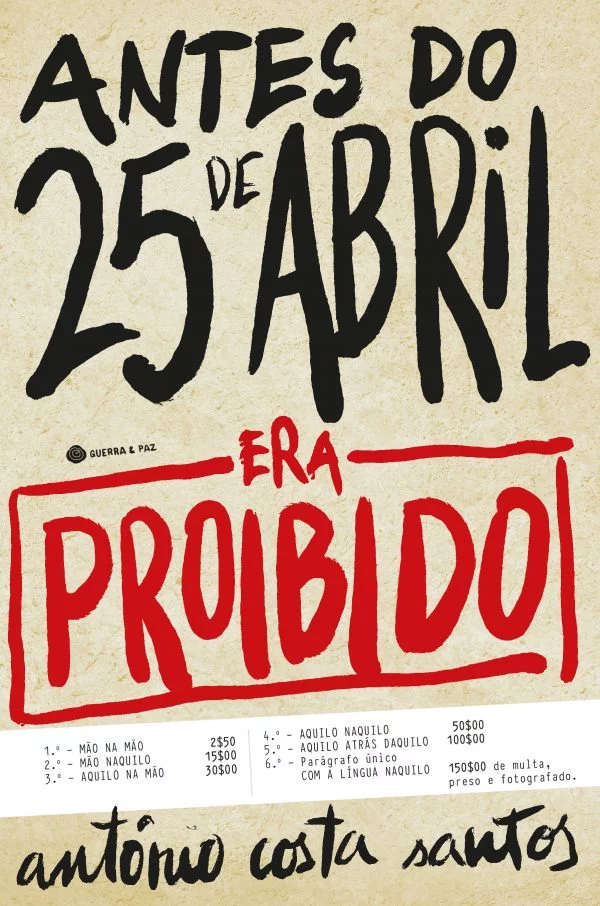 ANTES DO
25 DE ABRIL
GUERRA & PAZ
ERA
PROIBIDO
1.º – MÃO NA MÃO 2$50
2.º – MÃO NAQUILO 15$00
3.º – AQUILO NA MÃO 30$00
4.º – AQUILO NAQUILO 50$00
5.º – AQUILO ATRÁS DAQUILO 100$00
6.º – Parágrafo único
COM A LÍNGUA NAQUILO 150$00 de multa,
preso e fotografado.
antónio costa santos